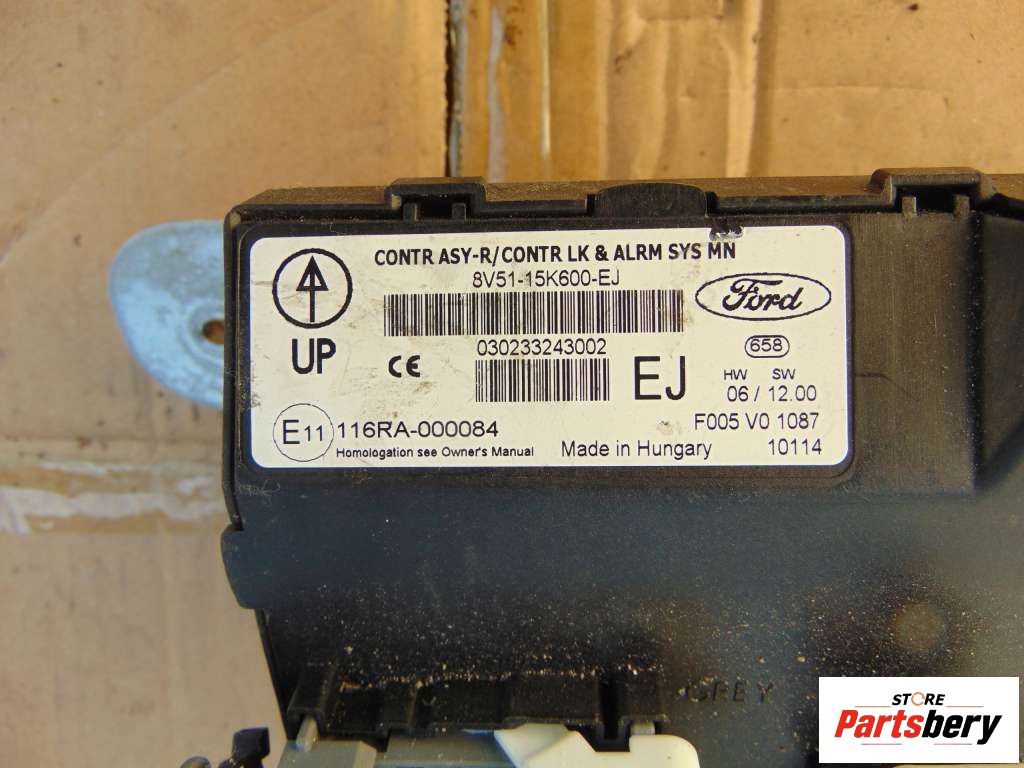 CONTR ASY-R/CONTR LK & ALRM SYS MN
8V51-15K600-EJ
Ford
UP
CE
030233243002
EJ
658
HW SW
06 / 12.00
E11
116RA-000084
F005 V0 1087
Homologation see Owner's Manual
Made in Hungary
10114
GREY
STORE
Partsbery